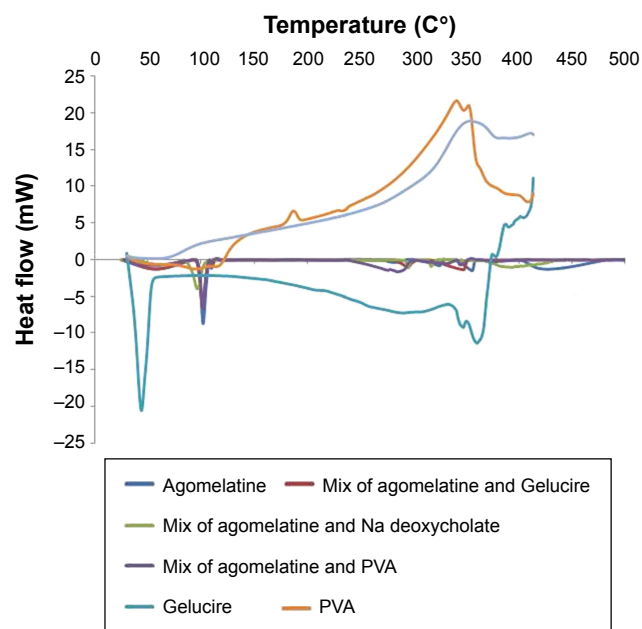 Temperature (C°)
0 50 100 150 200 250 300 350 400 450 500
25
20
15
10
5
0
–5
–10
–15
–20
–25
Heat flow (mW)
Agomelatine Mix of agomelatine and Gelucire
Mix of agomelatine and Na deoxycholate
Mix of agomelatine and PVA
Gelucire PVA